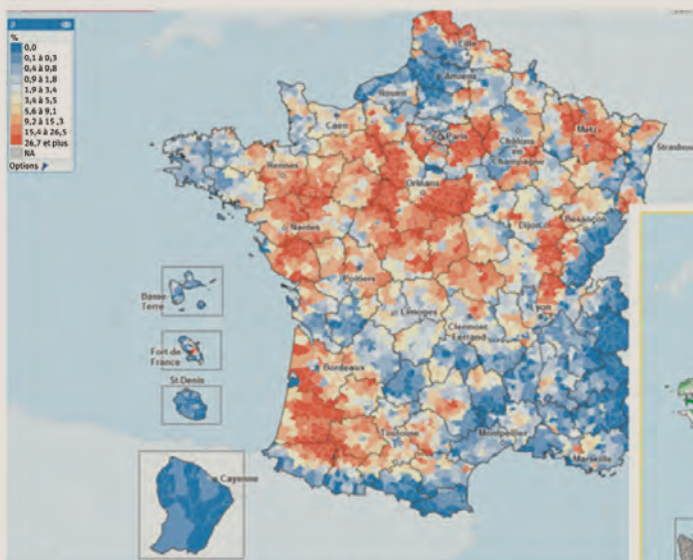 %
0,0
0,1 à 0,3
0,4 à 0,8
0,9 à 1,8
1,9 à 3,4
3,4 à 5,5
5,6 à 9,1
9,2 à 15,3
15,4 à 26,5
26,7 et plus
NA
Options
Lille
Amiens
Rouen
Caen
Paris
Metz
Châlons
en
Champagne
Strasbou
Rennes
Orléans
Nantes
Dijon
Besançon
Poitiers
Limoges
Clermont
Ferrand
Lyon
Basse
Terre
Fort de
France
St Denis
Bordeaux
Toulouse
Montpellier
Marseille
Cayenne